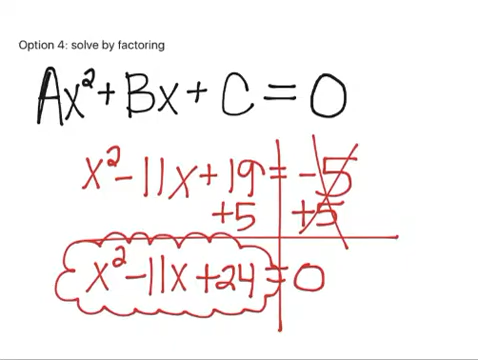 Option 4: solve by factoring
Ax²+Bx+C=0
x²-11x+19=-5
+5 +5
x²-11x+24=0